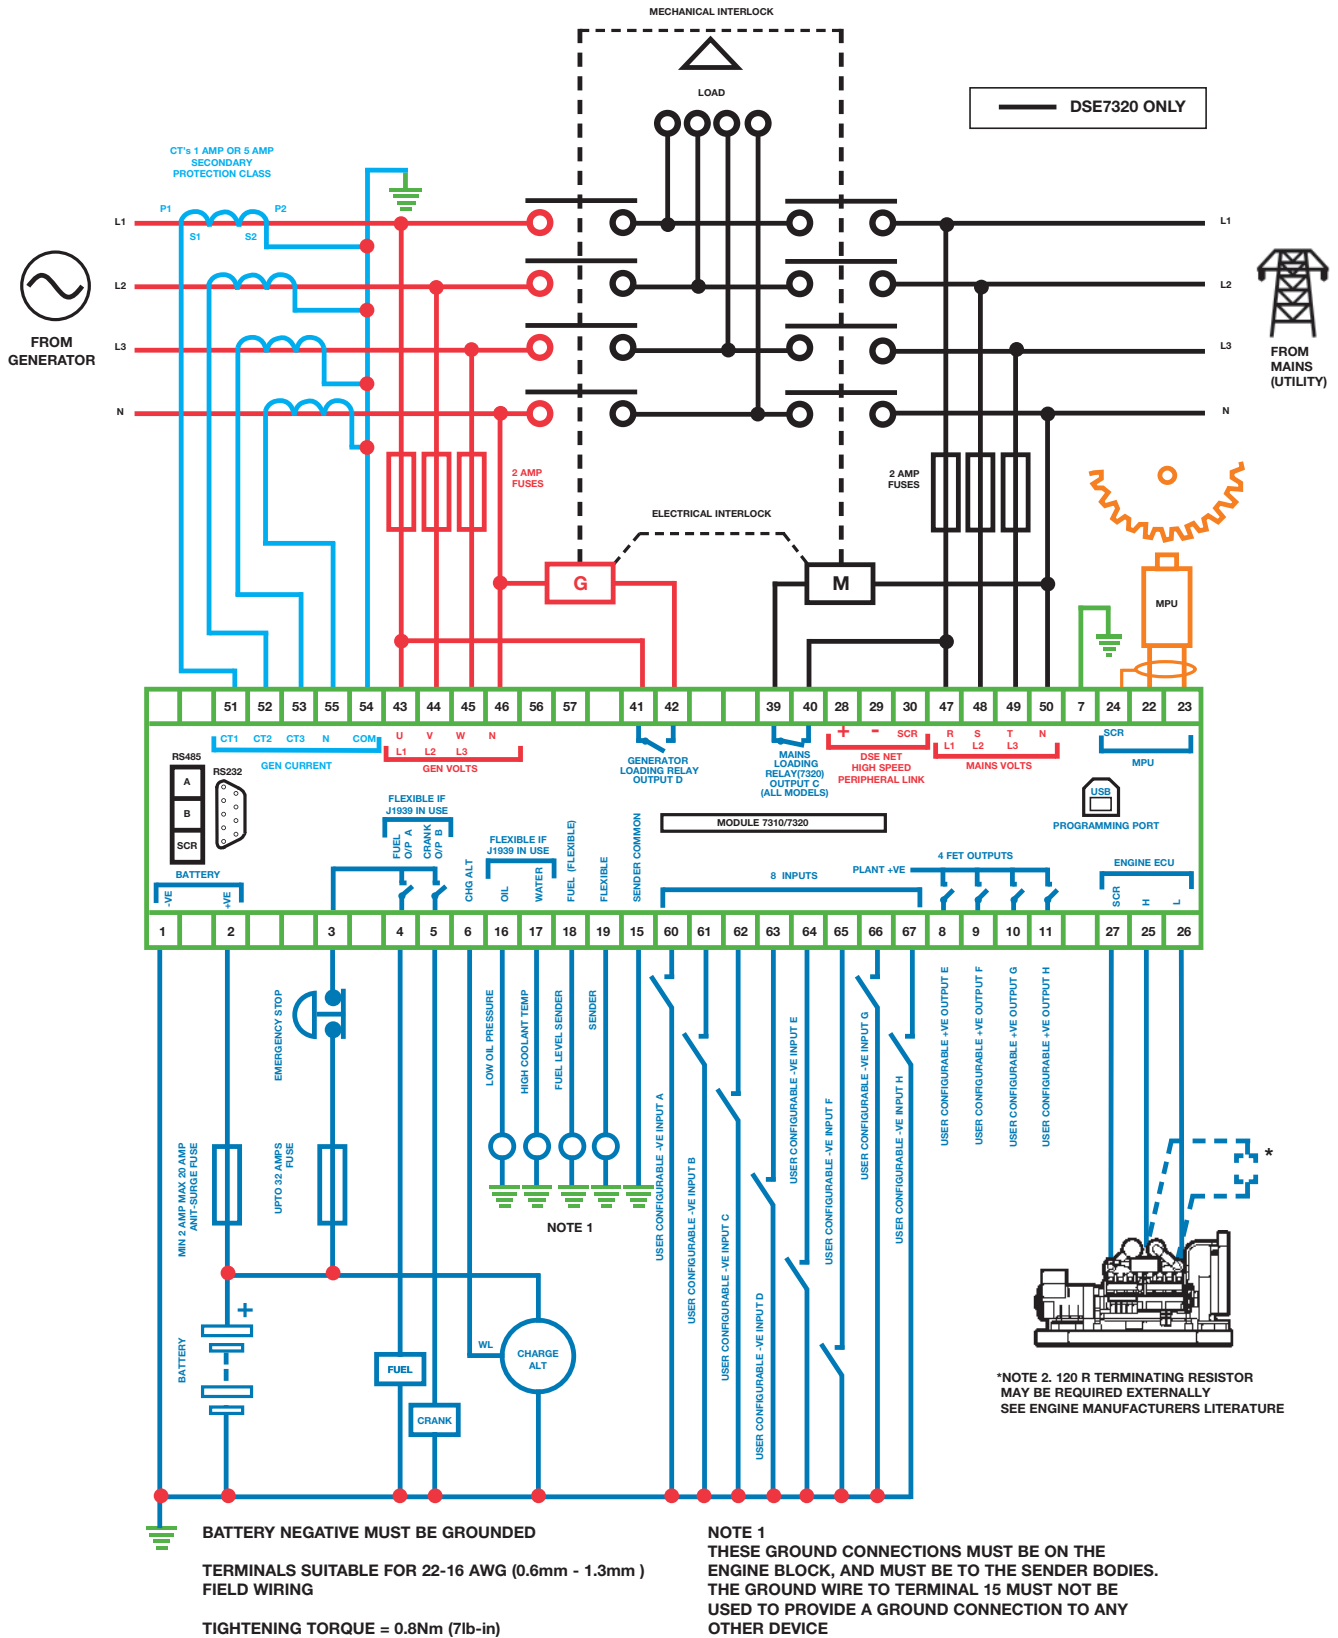 MECHANICAL INTERLOCK
LOAD
DSE7320 ONLY
CT's 1 AMP OR 5 AMP
SECONDARY
PROTECTION CLASS
P1
P2
S1
S2
L1
L2
L3
N
FROM
GENERATOR
L1
L2
L3
N
FROM
MAINS
(UTILITY)
2 AMP
FUSES
2 AMP
FUSES
ELECTRICAL INTERLOCK
G
M
MPU
51 52 53 55 54 43 44 45 46 56 57 41 42 39 40 28 29 30 47 48 49 50 7 24 22 23
CT1 CT2 CT3 N COM
GEN CURRENT
U V W N
L1 L2 L3
GEN VOLTS
GENERATOR
LOADING RELAY
OUTPUT D
MAINS
LOADING
RELAY(7320)
OUTPUT C
(ALL MODELS)
+ - SCR
DSE NET
HIGH SPEED
PERIPHERAL LINK
R S T N
L1 L2 L3
MAINS VOLTS
SCR
MPU
RS485
A
B
SCR
RS232
USB
PROGRAMMING PORT
MODULE 7310/7320
FLEXIBLE IF
J1939 IN USE
FUEL
O/P A
CRANK
O/P B
CHG ALT
FLEXIBLE IF
J1939 IN USE
OIL
WATER
FUEL (FLEXIBLE)
FLEXIBLE
SENDER COMMON
8 INPUTS
PLANT +VE
4 FET OUTPUTS
ENGINE ECU
SCR
H
L
BATTERY
-VE
+VE
1 2 3 4 5 6 16 17 18 19 15 60 61 62 63 64 65 66 67 8 9 10 11 27 25 26
EMERGENCY STOP
MIN 2 AMP MAX 20 AMP
ANIT-SURGE FUSE
UPTO 32 AMPS
FUSE
LOW OIL PRESSURE
HIGH COOLANT TEMP
FUEL LEVEL SENDER
SENDER
NOTE 1
USER CONFIGURABLE -VE INPUT A
USER CONFIGURABLE -VE INPUT B
USER CONFIGURABLE -VE INPUT C
USER CONFIGURABLE -VE INPUT D
USER CONFIGURABLE -VE INPUT E
USER CONFIGURABLE -VE INPUT F
USER CONFIGURABLE -VE INPUT G
USER CONFIGURABLE -VE INPUT H
USER CONFIGURABLE +VE OUTPUT E
USER CONFIGURABLE +VE OUTPUT F
USER CONFIGURABLE +VE OUTPUT G
USER CONFIGURABLE +VE OUTPUT H
*
BATTERY
+
FUEL
CRANK
WL
CHARGE
ALT
*NOTE 2. 120 R TERMINATING RESISTOR
MAY BE REQUIRED EXTERNALLY
SEE ENGINE MANUFACTURERS LITERATURE
BATTERY NEGATIVE MUST BE GROUNDED
TERMINALS SUITABLE FOR 22-16 AWG (0.6mm - 1.3mm )
FIELD WIRING
TIGHTENING TORQUE = 0.8Nm (7lb-in)
NOTE 1
THESE GROUND CONNECTIONS MUST BE ON THE
ENGINE BLOCK, AND MUST BE TO THE SENDER BODIES.
THE GROUND WIRE TO TERMINAL 15 MUST NOT BE
USED TO PROVIDE A GROUND CONNECTION TO ANY
OTHER DEVICE